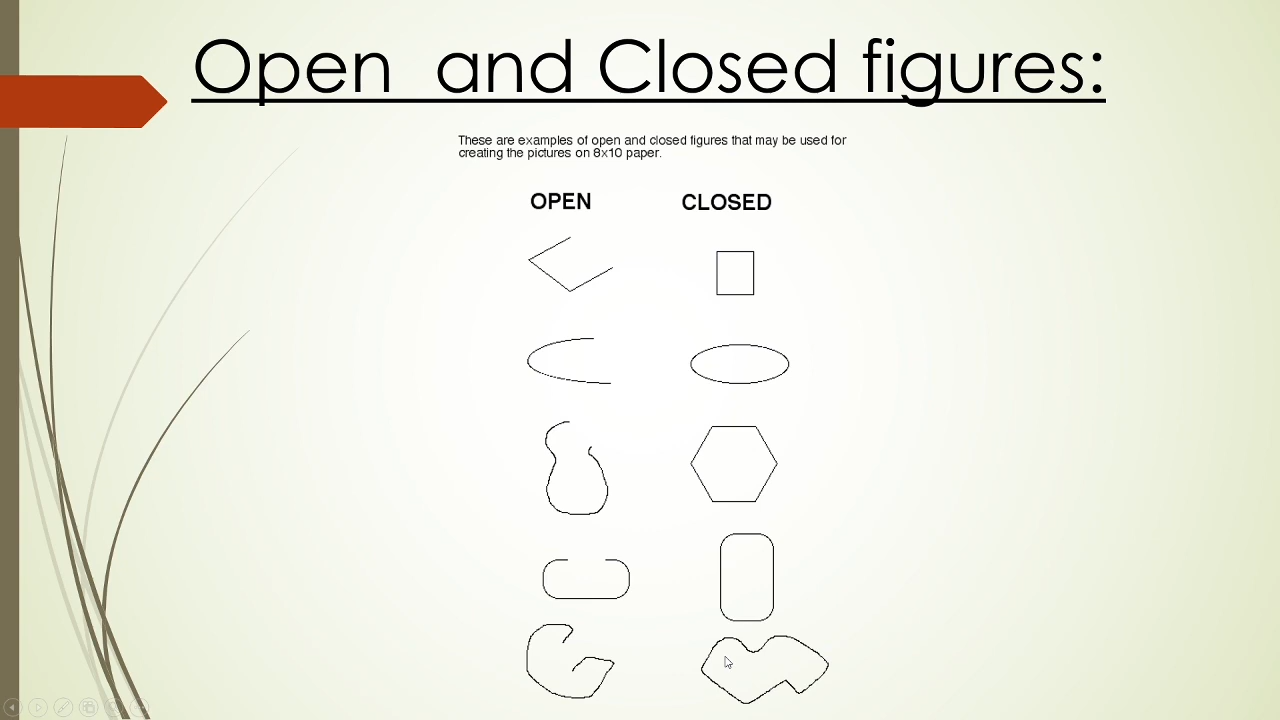 Open and Closed figures:
These are examples of open and closed figures that may be used for
creating the pictures on 8x10 paper.
OPEN CLOSED